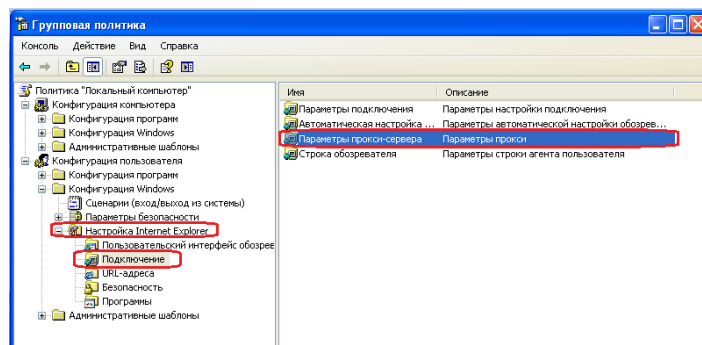 Групповая политика
Консоль Действие Вид Справка
Политика "Локальный компьютер"
Конфигурация компьютера
Конфигурация программ
Конфигурация Windows
Административные шаблоны
Конфигурация пользователя
Конфигурация программ
Конфигурация Windows
Сценарии (вход/выход из системы)
Параметры безопасности
Настройка Internet Explorer
Пользовательский интерфейс обозрев
Подключение
URL-адреса
Безопасность
Программы
Административные шаблоны
Имя Описание
Параметры подключения Параметры настройки подключения
Автоматическая настройка ... Параметры автоматической настройки обозрев...
Параметры прокси-сервера Параметры прокси
Строка обозревателя Параметры строки агента пользователя